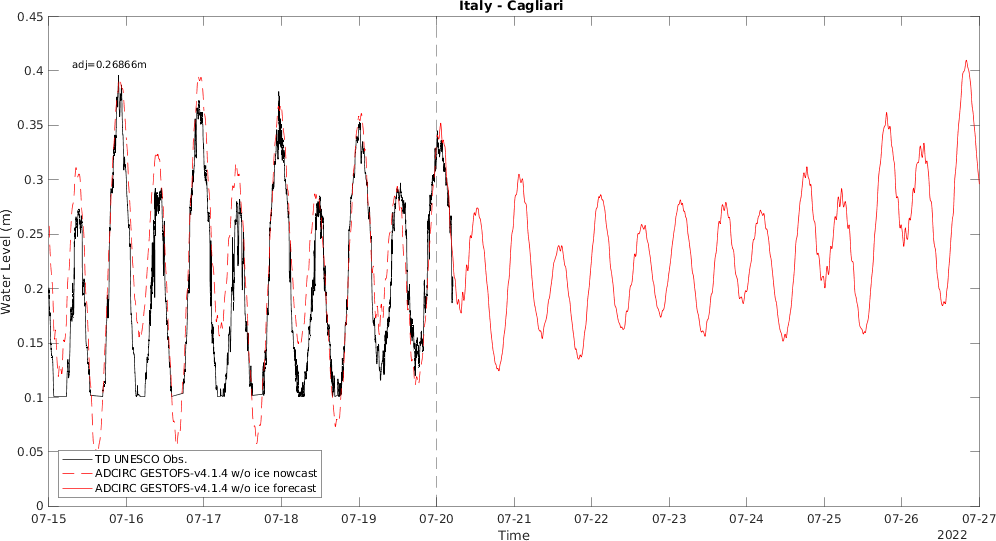 Italy - Cagliari
0.45
0.4
0.35
0.3
0.25
0.2
0.15
0.1
0.05
0
Water Level (m)
adj=0.26866m
TD UNESCO Obs.
ADCIRC GESTOFS-v4.1.4 w/o ice nowcast
ADCIRC GESTOFS-v4.1.4 w/o ice forecast
07-15 07-16 07-17 07-18 07-19 07-20 07-21 07-22 07-23 07-24 07-25 07-26 07-27
Time
2022